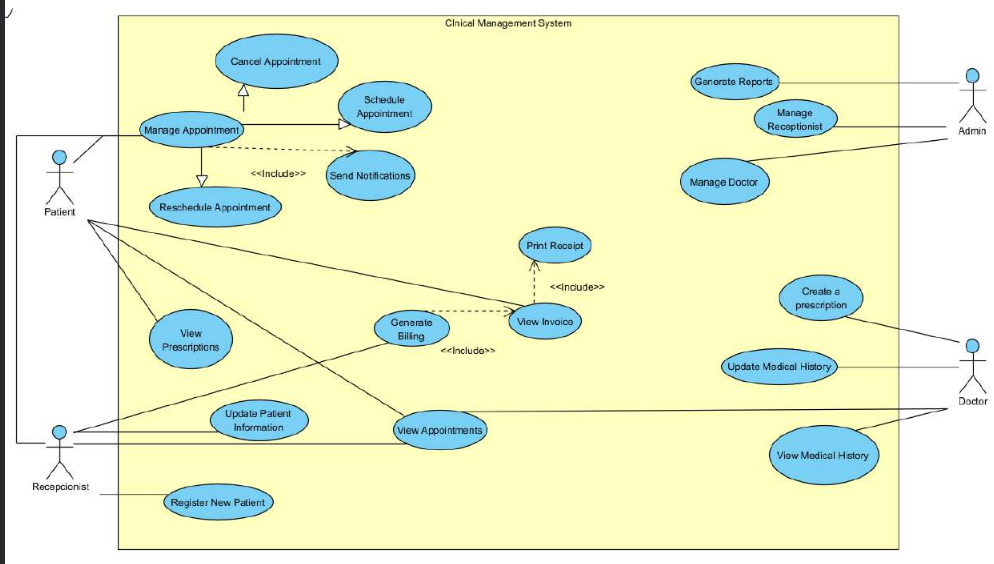 Clnical Management System
Cancel Appointment
Schedule
Appointment
Manage Appointment
<<Include>>
Send Notifications
Reschedule Appointment
Patient
Generate Reports
Manage
Receptionist
Admin
Manage Doctor
Print Receipt
<<Include>>
View Invoice
Generate
Billing
<<Include>>
View
Prescriptions
Create a
prescription
Update Medical History
Doctor
Update Patient
Information
View Appointments
View Medical History
Recepcionist
Register New Patient